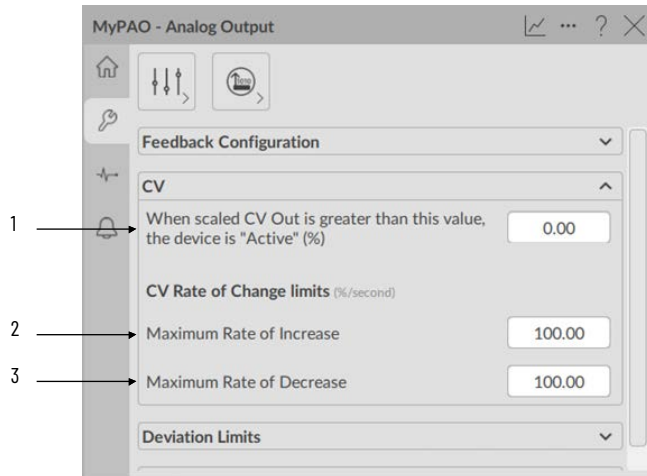 MyPAO - Analog Output
Feedback Configuration
CV
1
When scaled CV Out is greater than this value,
the device is "Active" (%)
0.00
CV Rate of Change limits (%/second)
2
Maximum Rate of Increase
100.00
3
Maximum Rate of Decrease
100.00
Deviation Limits